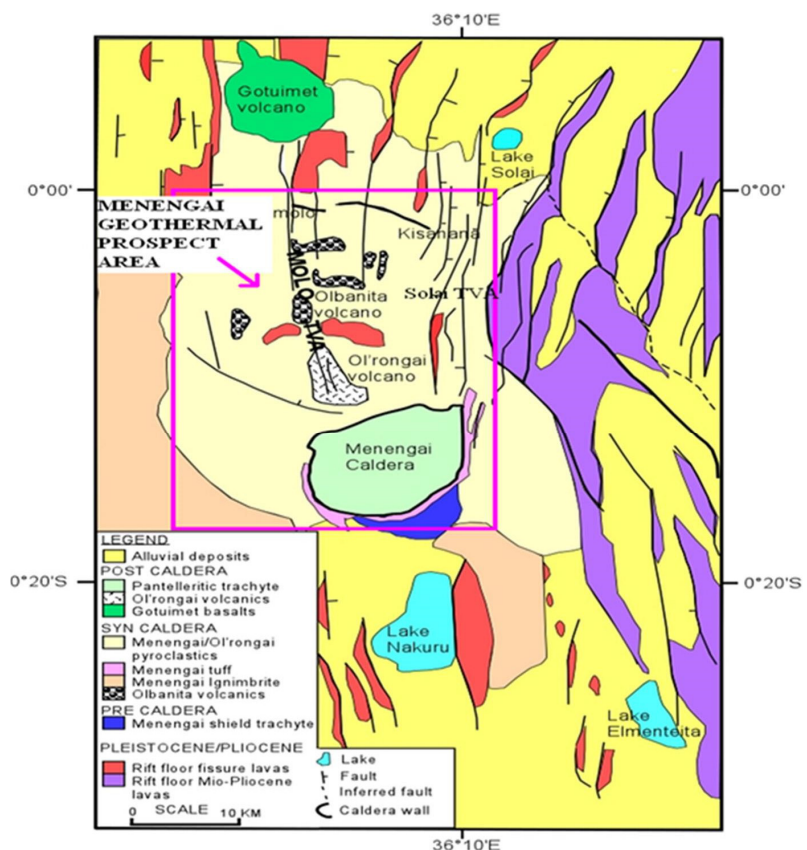 36°10'E
Gotuimet
volcano
Lake
Solai
0°00'
0°00'
MENENGAI
GEOTHERMAL
PROSPECT
AREA
molo
Kisanana
MOLO TVA
Solai TVA
Olbanita
volcano
Ol'rongai
volcano
Menengai
Caldera
LEGEND
Alluvial deposits
POST CALDERA
Pantelleritic trachyte
Ol'rongai volcanics
Gotuimet basalts
SYN CALDERA
Menengai/Ol'rongai
pyroclastics
Menengai tuff
Menengai Ignimbrite
Olbanita volcanics
PRE CALDERA
Menengai shield trachyte
PLEISTOCENE/PLIOCENE
Rift floor fissure lavas
Rift floor Mio-Pliocene
lavas
0 SCALE 10 KM
Lake
Fault
Inferred fault
Caldera wall
0°20'S
0°20'S
Lake
Nakuru
Lake
Elmenteita
36°10'E